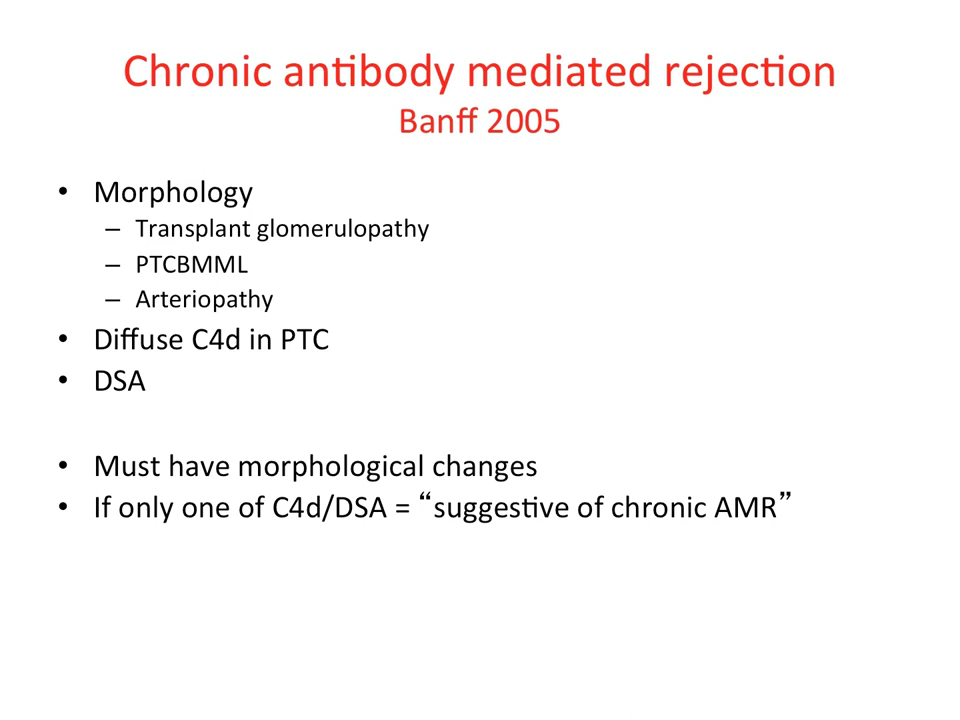 Chronic antibody mediated rejection
Banff 2005
• Morphology
– Transplant glomerulopathy
– PTCBMML
– Arteriopathy
• Diffuse C4d in PTC
• DSA
• Must have morphological changes
• If only one of C4d/DSA = “suggestive of chronic AMR”